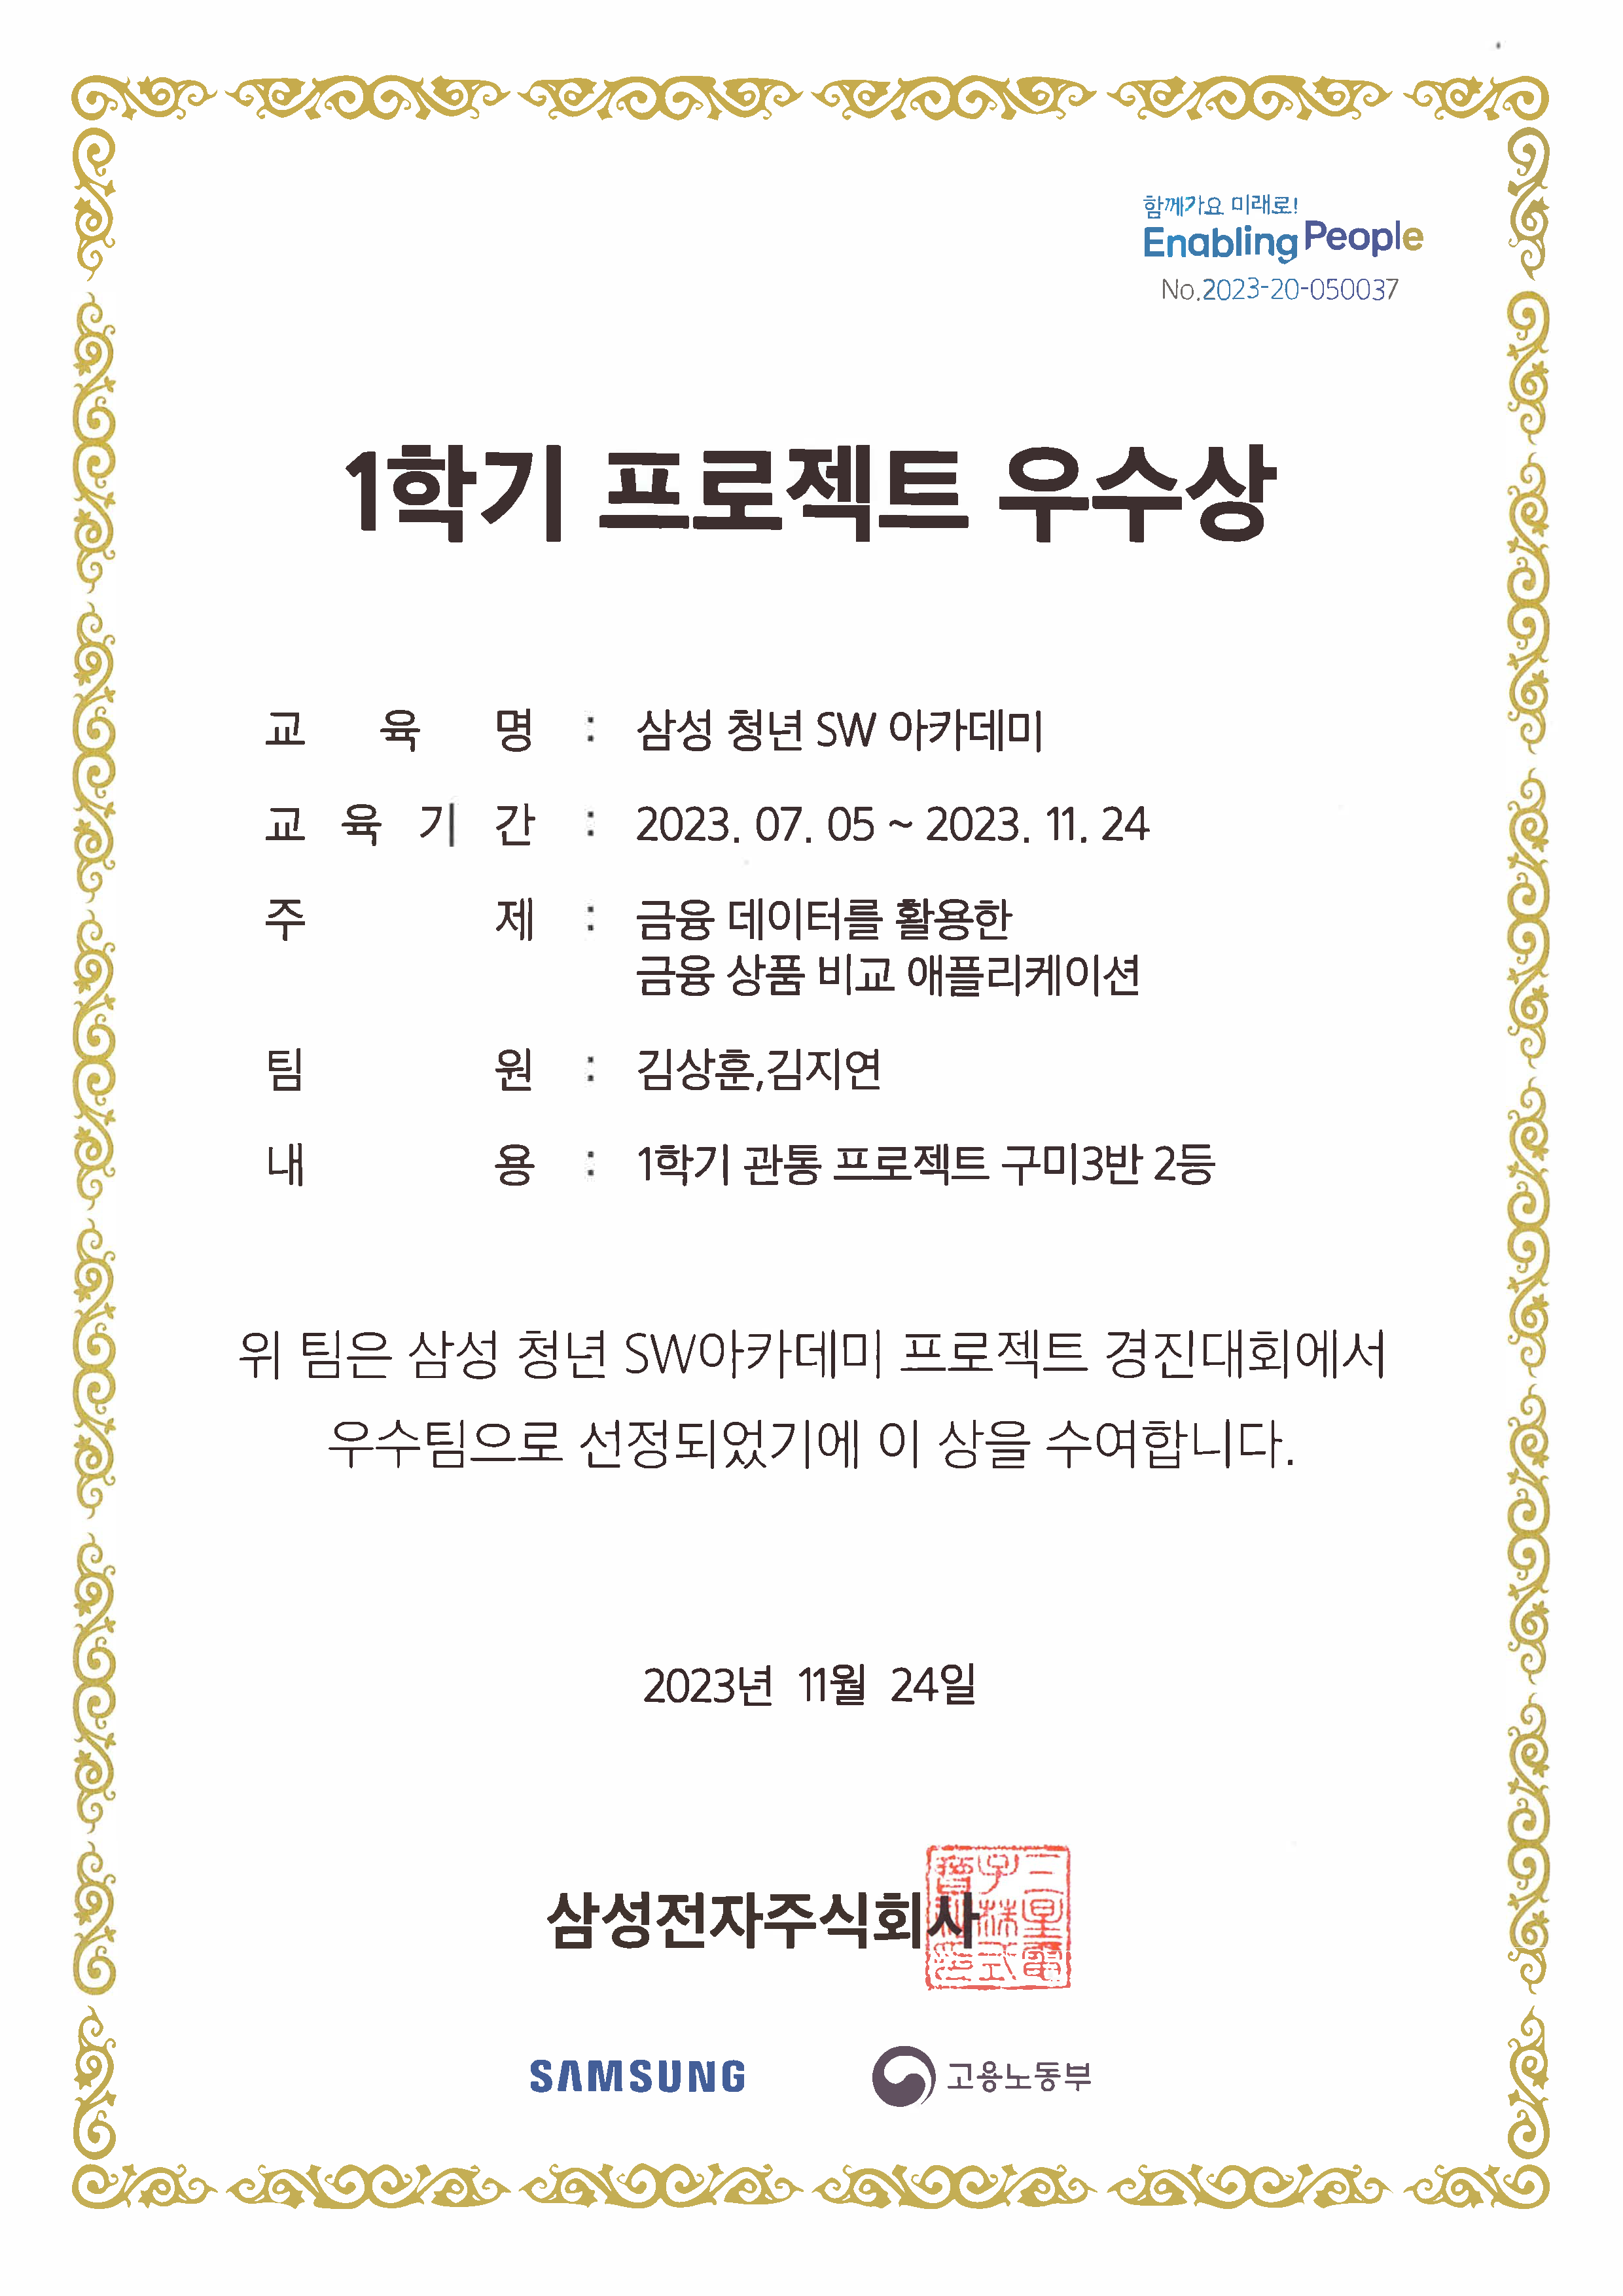 함께가요 미래로!
Enabling People
No.2023-20-050037
1학기 프로젝트 우수상
교 육 명 : 삼성 청년 SW 아카데미
교 육 기 간 : 2023. 07. 05 ~ 2023. 11. 24
주 제 : 금융 데이터를 활용한
금융 상품 비교 애플리케이션
팀 원 : 김상훈,김지연
내 용 : 1학기 관통 프로젝트 구미3반 2등
위 팀은 삼성 청년 SW아카데미 프로젝트 경진대회에서
우수팀으로 선정되었기에 이 상을 수여합니다.
2023년 11월 24일
삼성전자주식회사
SAMSUNG
고용노동부